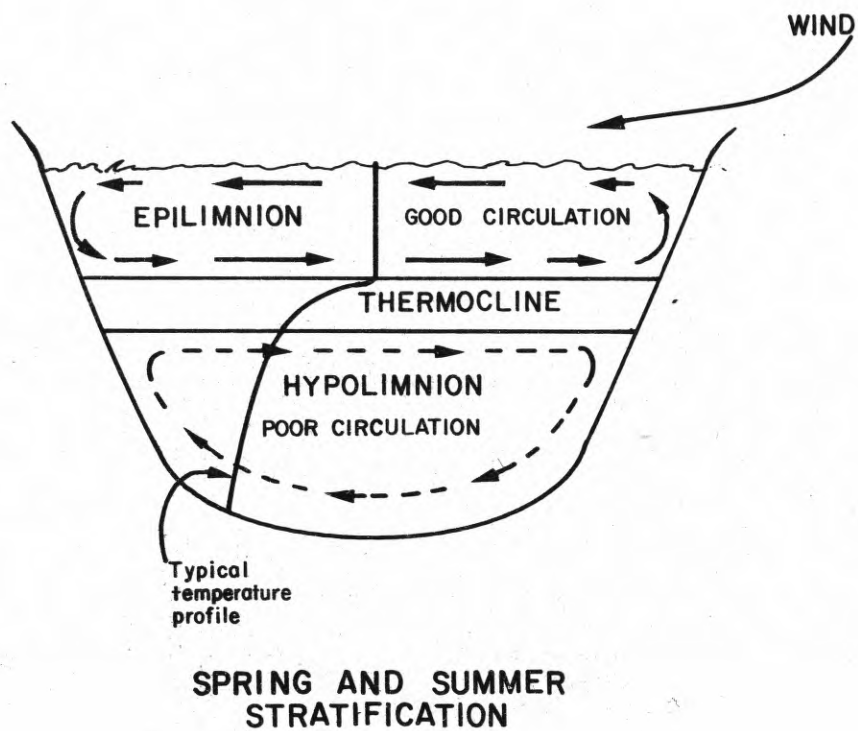 WIND
EPILIMNION
GOOD CIRCULATION
THERMOCLINE
HYPOLIMNION
POOR CIRCULATION
Typical
temperature
profile
SPRING AND SUMMER
STRATIFICATION